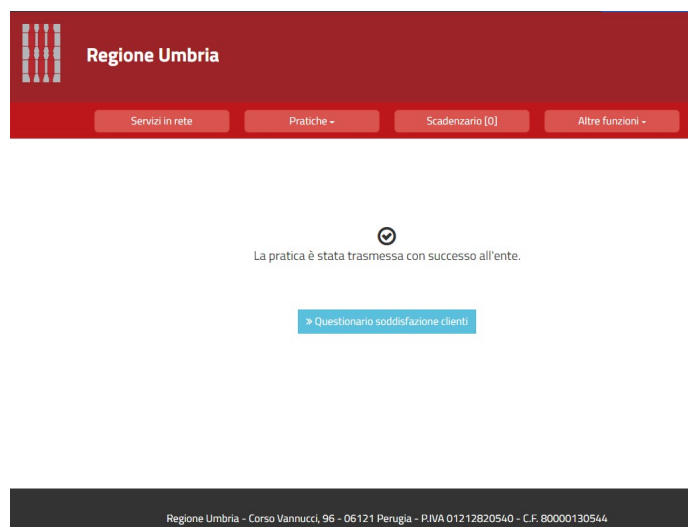 Regione Umbria
Servizi in rete
Pratiche
Scadenzario [0]
Altre funzioni
La pratica è stata trasmessa con successo all'ente.
» Questionario soddisfazione clienti
Regione Umbria - Corso Vannucci, 96 - 06121 Perugia - P.IVA 01212820540 - C.F. 80000130544